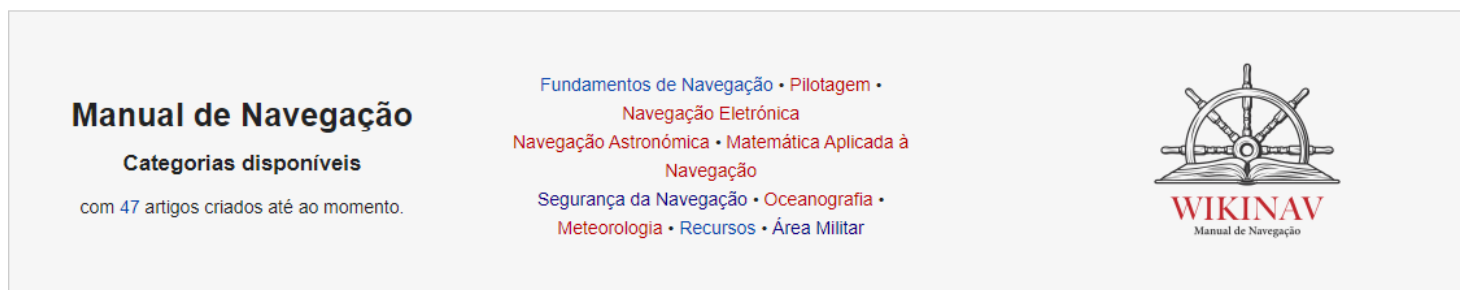 Manual de Navegação
Categorias disponíveis
com 47 artigos criados até ao momento.
Fundamentos de Navegação • Pilotagem •
Navegação Eletrónica
Navegação Astronómica • Matemática Aplicada à
Navegação
Segurança da Navegação • Oceanografia •
Meteorologia • Recursos • Área Militar
WIKINAV
Manual de Navegação